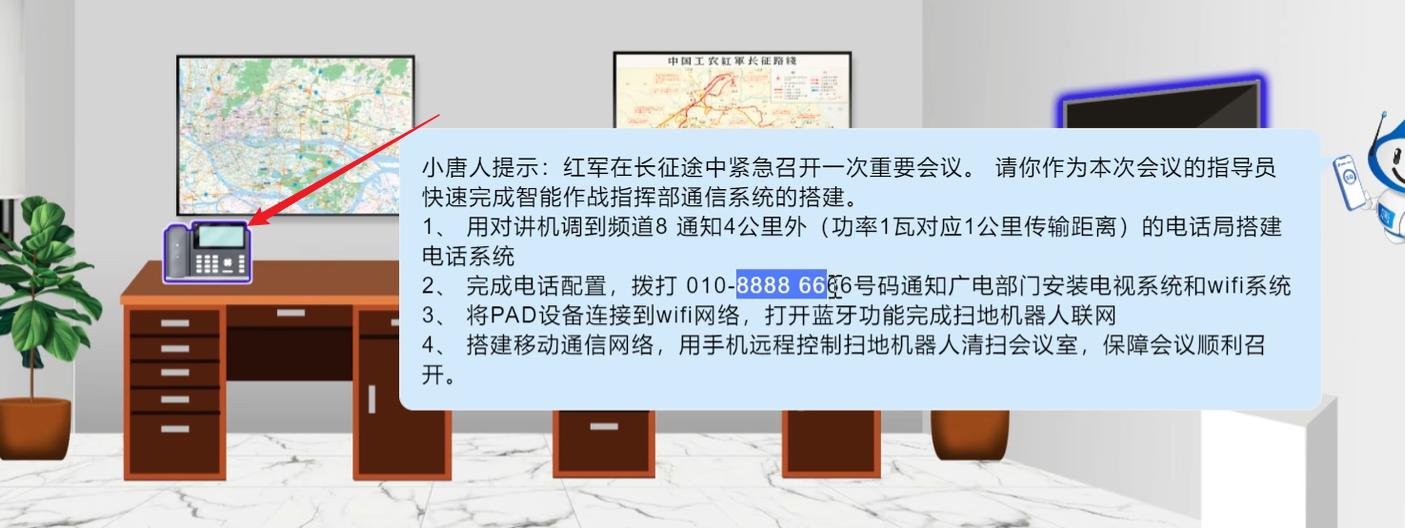 中国工农红军长征路线
小唐人提示：红军在长征途中紧急召开一次重要会议。 请你作为本次会议的指导员
快速完成智能作战指挥部通信系统的搭建。
1、 用对讲机调到频道8 通知4公里外（功率1瓦对应1公里传输距离）的电话局搭建
电话系统
2、 完成电话配置，拨打 010-8888 6666号码通知广电部门安装电视系统和wifi系统
3、 将PAD设备连接到wifi网络，打开蓝牙功能完成扫地机器人联网
4、 搭建移动通信网络，用手机远程控制扫地机器人清扫会议室，保障会议顺利召
开。